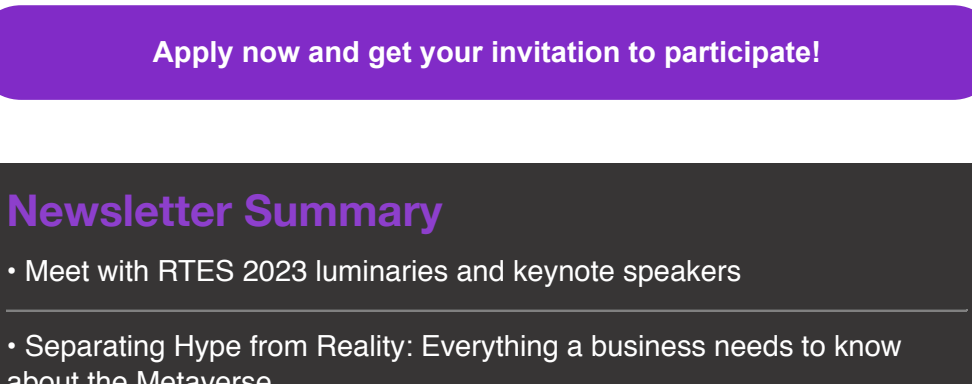 Apply now and get your invitation to participate!
Newsletter Summary
• Meet with RTES 2023 luminaries and keynote speakers
• Separating Hype from Reality: Everything a business needs to know
about the Metaverse